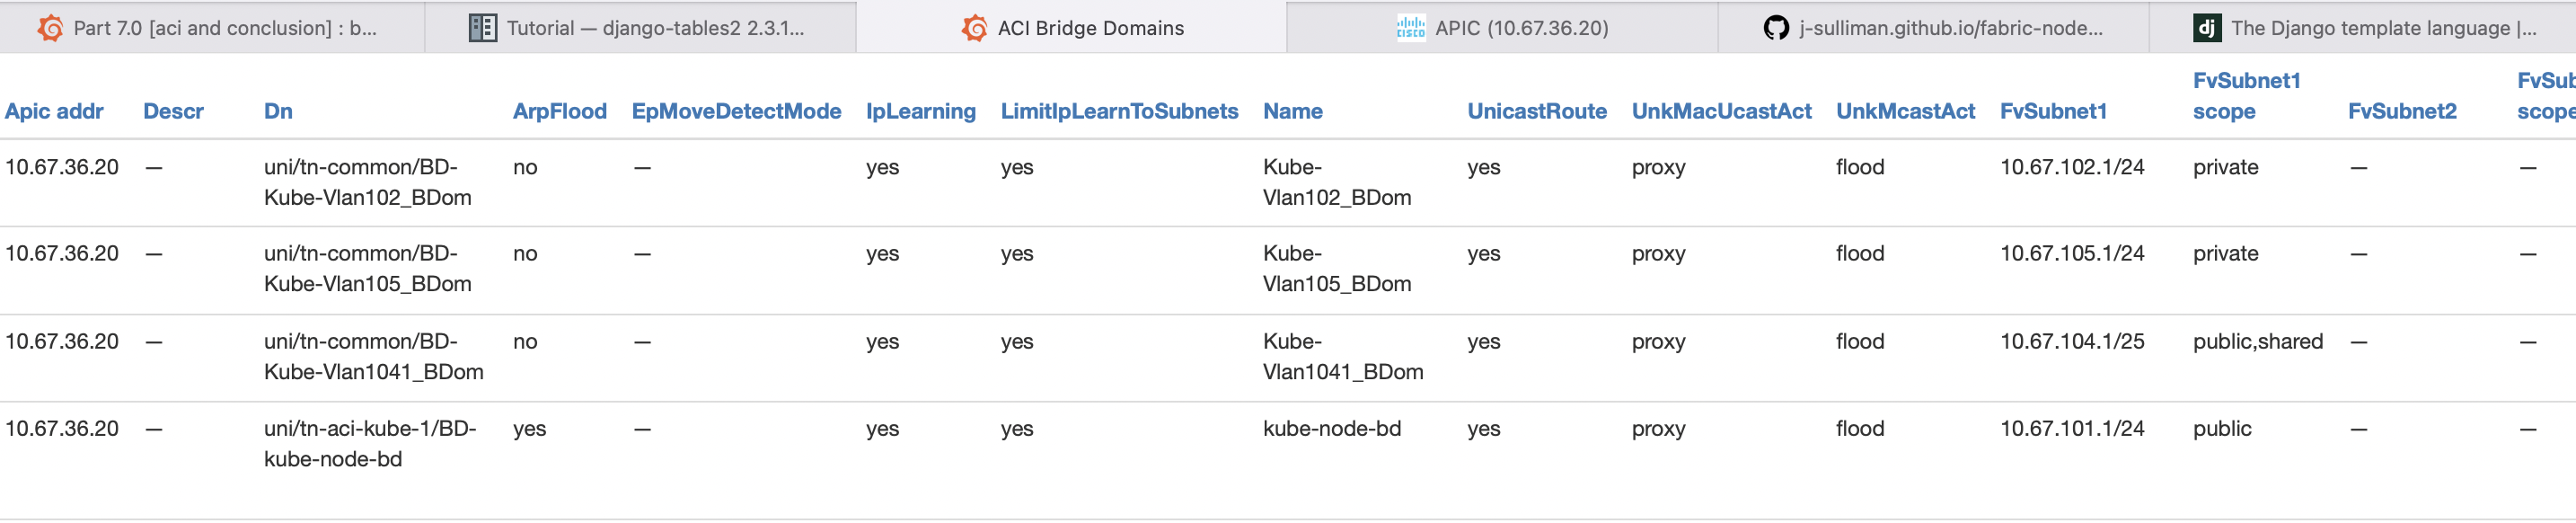 Part 7.0 [aci and conclusion] : b...
Tutorial — django-tables2 2.3.1...
ACI Bridge Domains
CISCO APIC (10.67.36.20)
j-sulliman.github.io/fabric-node...
dj The Django template language |...
Apic addr Descr Dn ArpFlood EpMoveDetectMode IpLearning LimitIpLearnToSubnets Name UnicastRoute UnkMacUcastAct UnkMcastAct FvSubnet1 FvSubnet1 scope FvSubnet2 FvSub scope
10.67.36.20 — uni/tn-common/BD- no — yes yes Kube- yes proxy flood 10.67.102.1/24 private — —
Kube-Vlan102_BDom Vlan102_BDom
10.67.36.20 — uni/tn-common/BD- no — yes yes Kube- yes proxy flood 10.67.105.1/24 private — —
Kube-Vlan105_BDom Vlan105_BDom
10.67.36.20 — uni/tn-common/BD- no — yes yes Kube- yes proxy flood 10.67.104.1/25 public,shared — —
Kube-Vlan1041_BDom Vlan1041_BDom
10.67.36.20 — uni/tn-aci-kube-1/BD- yes — yes yes kube-node-bd yes proxy flood 10.67.101.1/24 public — —
kube-node-bd